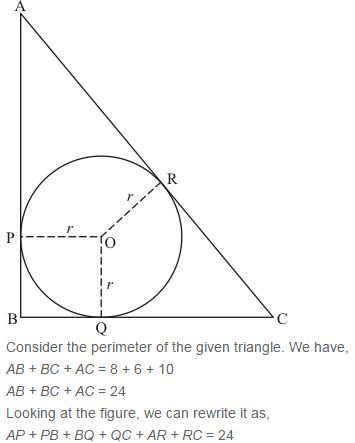 A
R
r
P
r
O
r
B
Q
C
Consider the perimeter of the given triangle. We have,
AB + BC + AC = 8 + 6 + 10
AB + BC + AC = 24
Looking at the figure, we can rewrite it as,
AP + PB + BQ + QC + AR + RC = 24